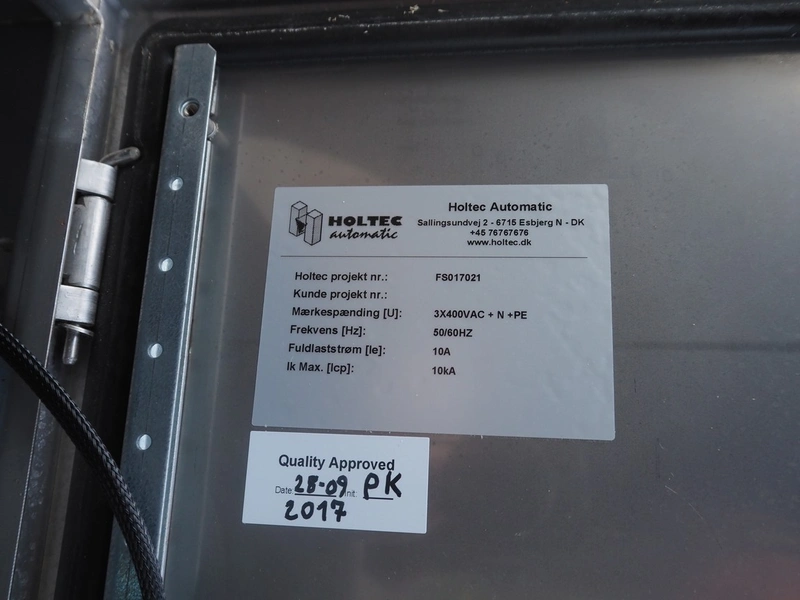 HOLTEC
automatic
Holtec Automatic
Sallingsundvej 2 - 6715 Esbjerg N - DK
+45 76767676
www.holtec.dk
Holtec projekt nr.: FS017021
Kunde projekt nr.:
Mærkespænding [U]: 3X400VAC + N +PE
Frekvens [Hz]: 50/60HZ
Fuldlaststrøm [Ie]: 10A
Ik Max. [Icp]: 10kA
Quality Approved
Date: 28-09 Init: PK
2017